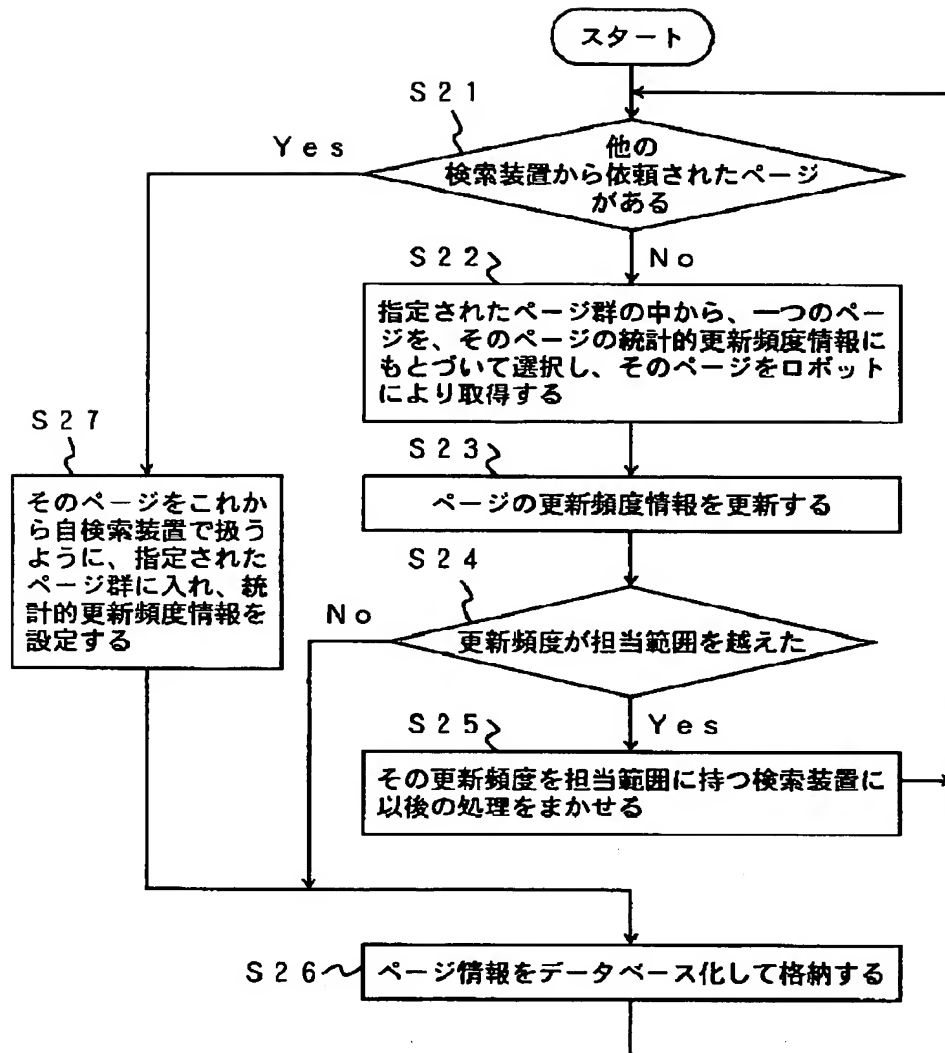 スタート
S21
Yes
他の
検索装置から依頼されたページ
がある
S22
No
指定されたページ群の中から、一つのペー
ジを、そのページの統計的更新頻度情報に
もとづいて選択し、そのページをロボット
により取得する
S27
S23
そのページをこれか
ら自検索装置で扱う
ように、指定された
ページ群に入れ、統
計的更新頻度情報を
設定する
ページの更新頻度情報を更新する
S24
No
更新頻度が担当範囲を越えた
S25
Yes
その更新頻度を担当範囲に持つ検索装置に
以後の処理をまかせる
S26
ページ情報をデータベース化して格納する